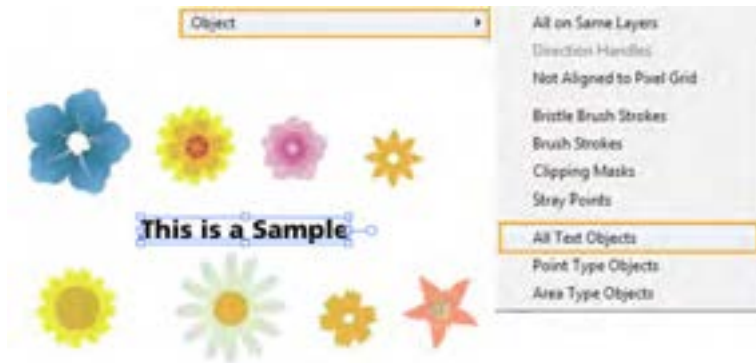 Object
All on Same Layers
Direction Handles
Not Aligned to Pixel Grid
Bristle Brush Strokes
Brush Strokes
Clipping Masks
Stray Points
This is a Sample
All Text Objects
Point Type Objects
Area Type Objects